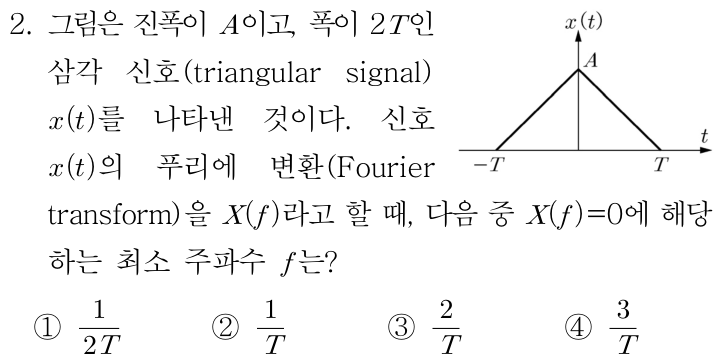 2. 그림은 진폭이 A이고, 폭이 2T인
삼각 신호(triangular signal)
x(t)를 나타낸 것이다. 신호
x(t)의 푸리에 변환(Fourier
transform)을 X(f)라고 할 때, 다음 중 X(f)=0에 해당
하는 최소 주파수 f는?
x(t)
A
t
-T
T
① 1/2T ② 1/T ③ 2/T ④ 3/T